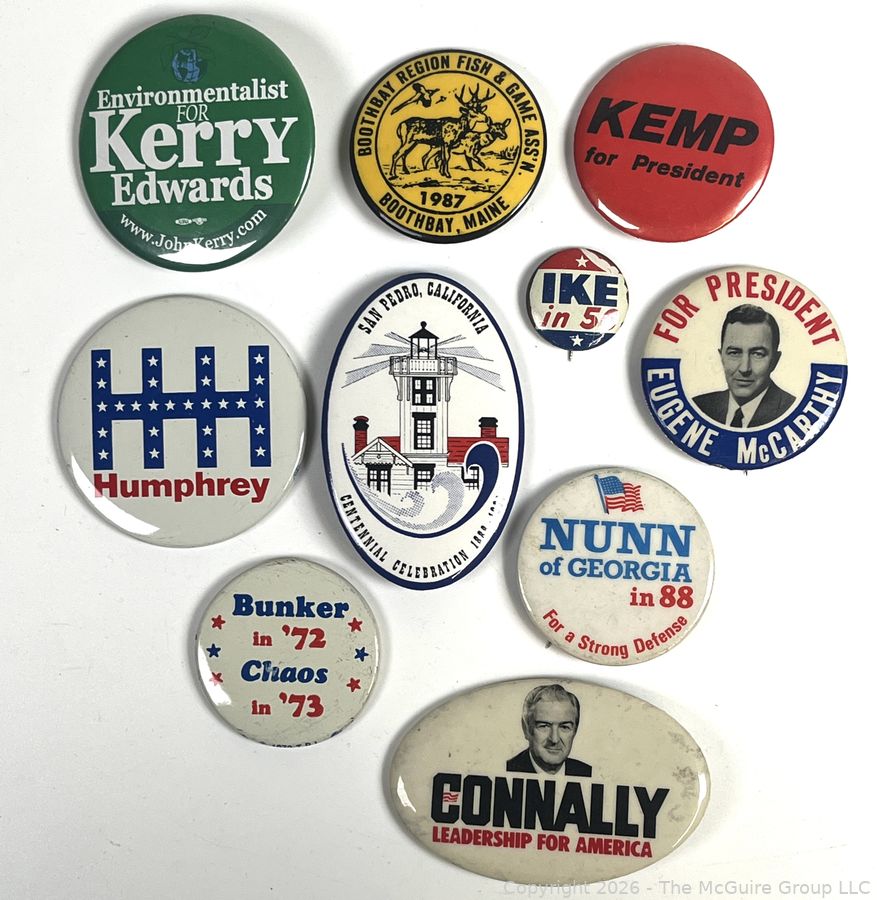 Environmentalist
FOR
Kerry
Edwards
www.JohnKerry.com
BOOTHBAY REGION FISH & GAME ASS'N.
1987
BOOTHBAY, MAINE
KEMP
for President
IKE
in 5
FOR PRESIDENT
EUGENE McCARTHY
HHH
Humphrey
SAN PEDRO, CALIFORNIA
CENTENNIAL CELEBRATION
NUNN
of GEORGIA
in 88
For a Strong Defense
Bunker
in '72
Chaos
in '73
CONNALLY
LEADERSHIP FOR AMERICA
Copyright 2026 - The McGuire Group LLC